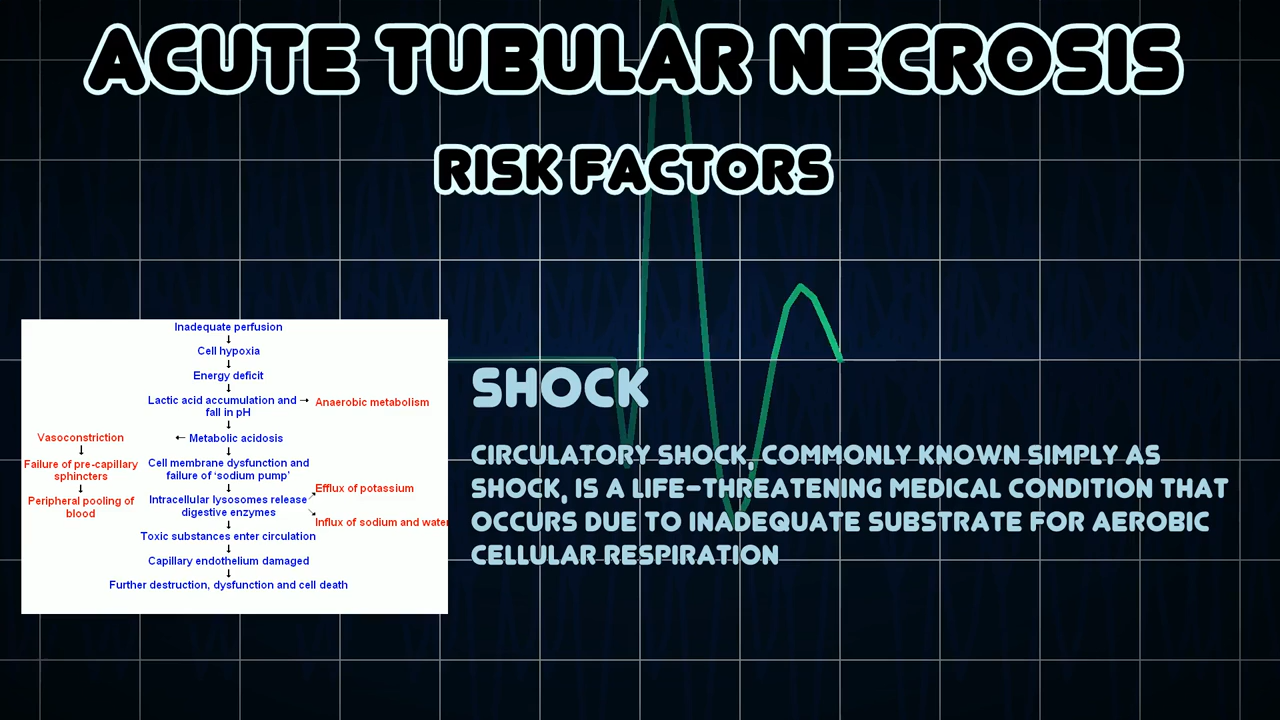 ACUTE TUBULAR NECROSIS
RISK FACTORS
Inadequate perfusion
↓
Cell hypoxia
↓
Energy deficit
↓
Lactic acid accumulation and → Anaerobic metabolism
fall in pH
↓
Vasoconstriction ← Metabolic acidosis
↓ ↓
Failure of pre-capillary Cell membrane dysfunction and
sphincters failure of ‘sodium pump’
↓ ↓
Efflux of potassium
Peripheral pooling of Intracellular lysosomes release
blood digestive enzymes
Influx of sodium and water
↓
Toxic substances enter circulation
↓
Capillary endothelium damaged
↓
Further destruction, dysfunction and cell death
SHOCK
CIRCULATORY SHOCK, COMMONLY KNOWN SIMPLY AS
SHOCK, IS A LIFE-THREATENING MEDICAL CONDITION THAT
OCCURS DUE TO INADEQUATE SUBSTRATE FOR AEROBIC
CELLULAR RESPIRATION